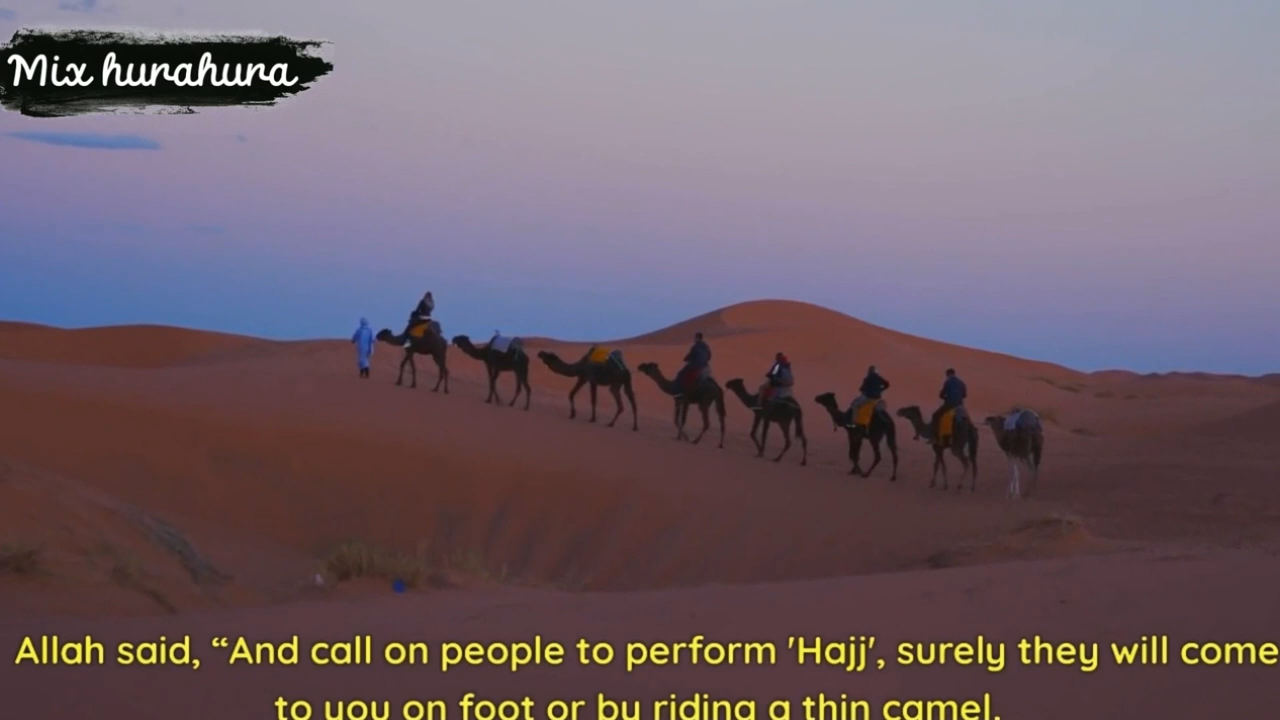 Mix hurahura
Allah said, “And call on people to perform 'Hajj', surely they will come
to you on foot or by riding a thin camel.